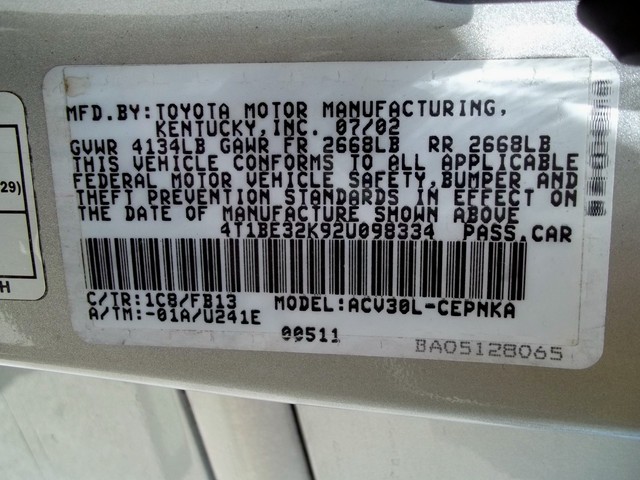 MFD.BY:TOYOTA MOTOR MANUFACTURING,
KENTUCKY,INC. 07/02
GVWR 4134LB GAWR FR 2668LB RR 2668LB
THIS VEHICLE CONFORMS TO ALL APPLICABLE
FEDERAL MOTOR VEHICLE SAFETY,BUMPER AND
THEFT PREVENTION STANDARDS IN EFFECT ON
THE DATE OF MANUFACTURE SHOWN ABOVE
4T1BE32K92U098334 PASS.CAR
C/TR:1C8/FB13 MODEL:ACV30L-CEPNKA
A/TM:-01A/U241E
00511
BA05128065
29)
H